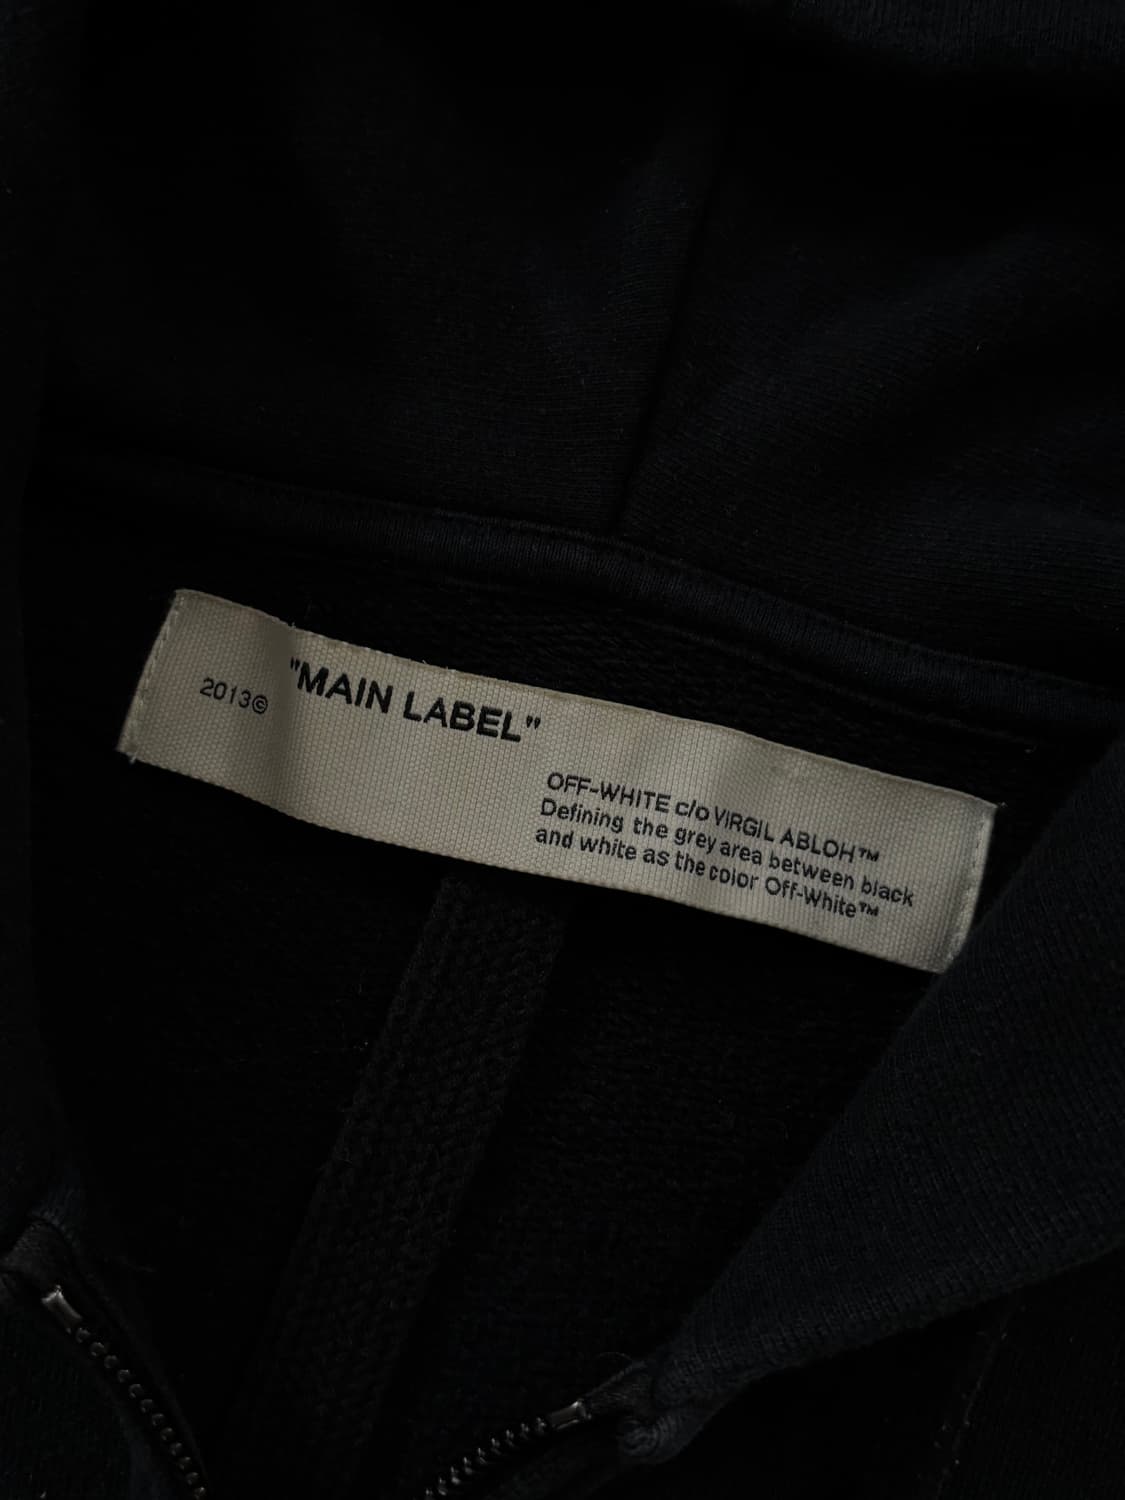 2013© "MAIN LABEL"
OFF-WHITE c/o VIRGIL ABLOH™
Defining the grey area between black
and white as the color Off-White™